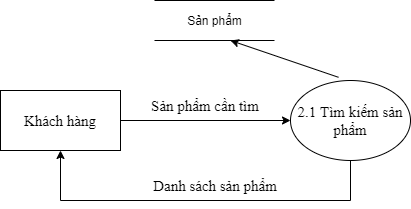 Sản phẩm
Khách hàng
Sản phẩm cần tìm
2.1 Tìm kiếm sản
phẩm
Danh sách sản phẩm